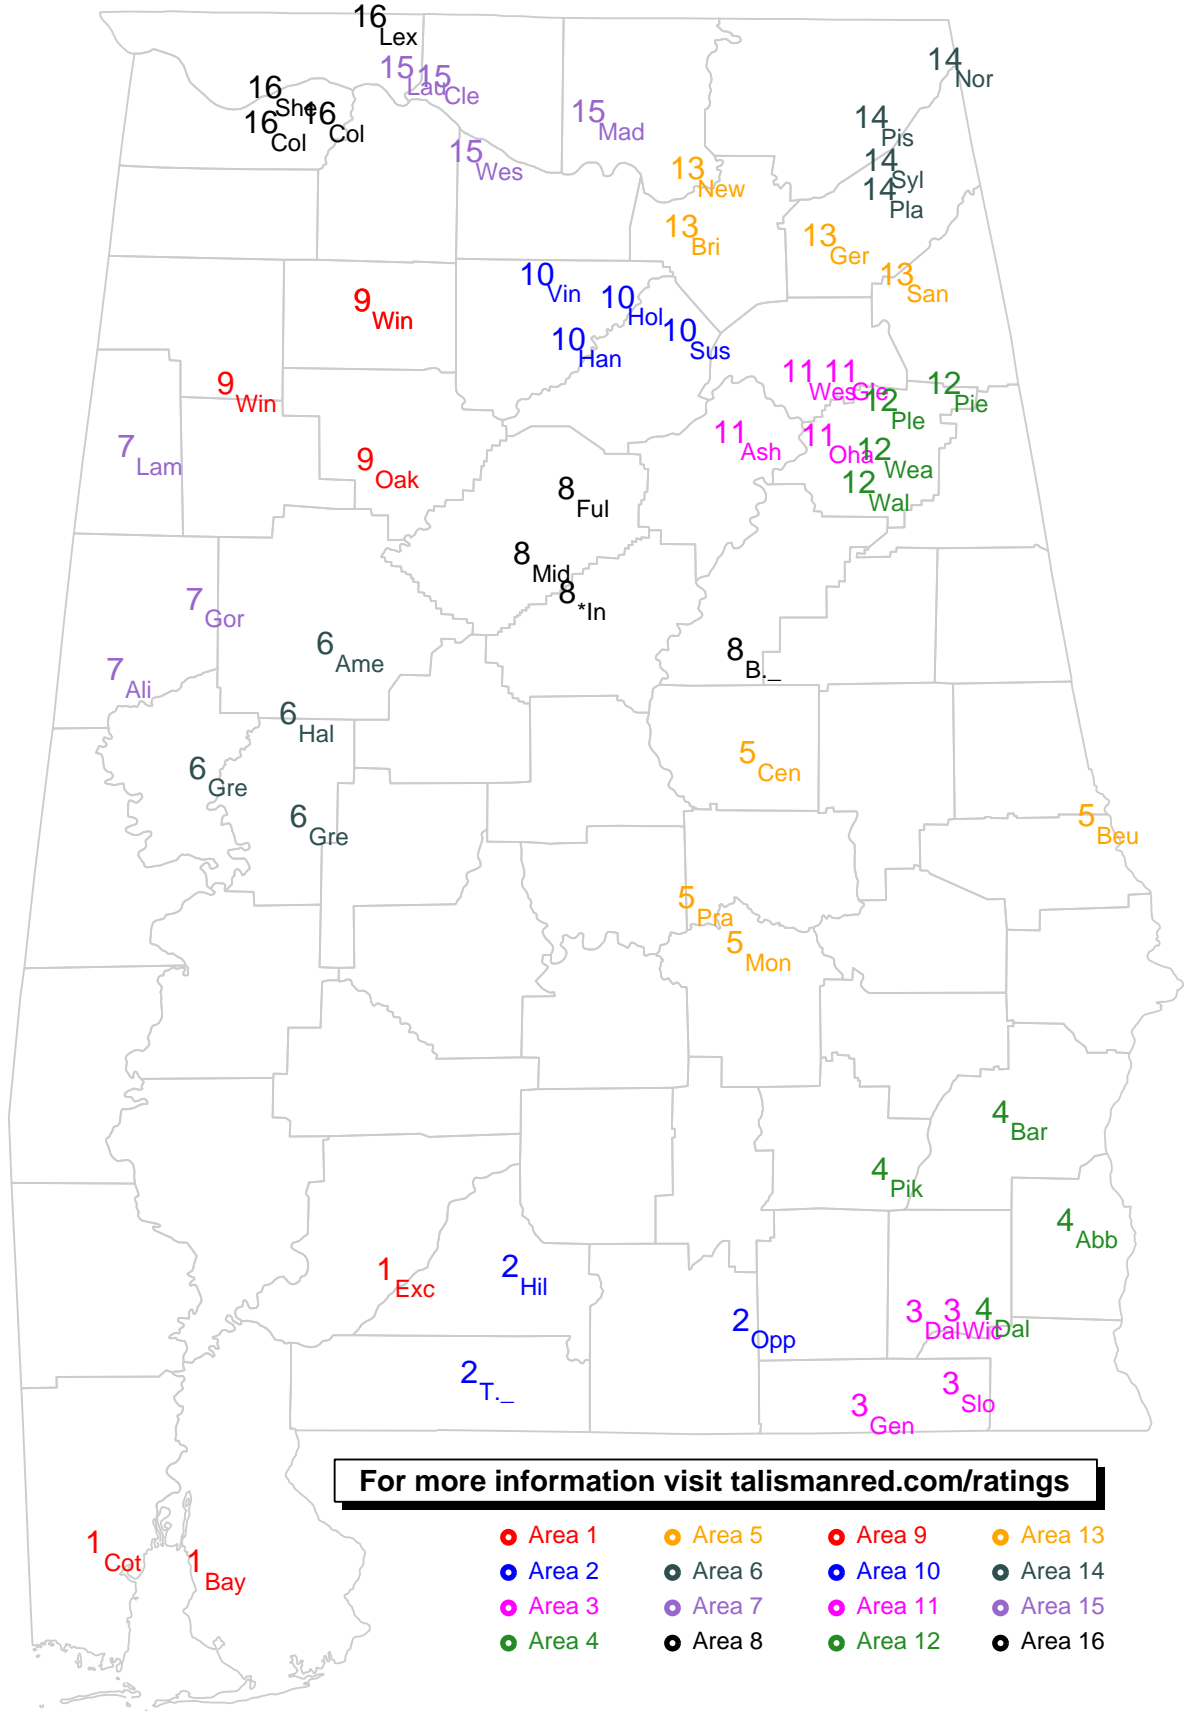 16 Lex
14 Nor
15 Lau
15 Cle
16 She
16 Col
16 Col
15 Mad
14 Pis
15 Wes
14 Syl
13 New
14 Pla
13 Bri
13 Ger
13 San
10 Vin
10 Hol
9 Win
10 Han
10 Sus
11 Wes
11 Gle
12 Pie
9 Win
12 Ple
7 Lam
9 Oak
11 Ash
11 Oha
12 Wea
12 Wal
8 Ful
8 Mid
8 *In
7 Gor
6 Ame
8 B._
7 Ali
6 Hal
5 Cen
6 Gre
6 Gre
5 Beu
5 Pra
5 Mon
4 Bar
4 Pik
4 Abb
1 Exc
2 Hil
3 Dal
3 Wic
4 Dal
2 Opp
2 T._
3 Slo
3 Gen
For more information visit talismanred.com/ratings
1 Cot
1 Bay
Area 1 Area 5 Area 9 Area 13
Area 2 Area 6 Area 10 Area 14
Area 3 Area 7 Area 11 Area 15
Area 4 Area 8 Area 12 Area 16